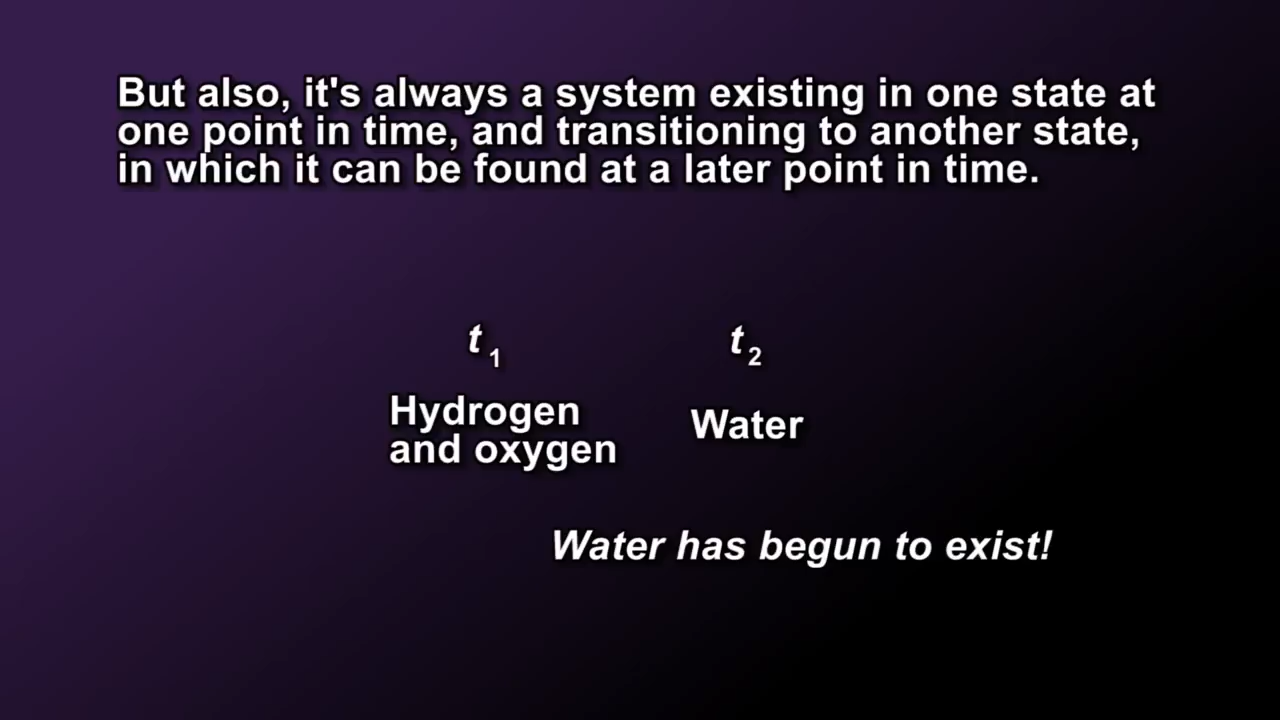 But also, it's always a system existing in one state at
one point in time, and transitioning to another state,
in which it can be found at a later point in time.
t1 t2
Hydrogen
and oxygen
Water
Water has begun to exist!